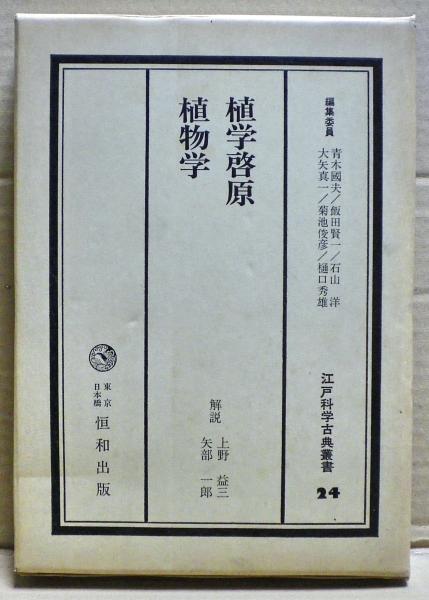 編集委員
青木國夫／飯田賢一／石山 洋
大矢真一／菊池俊彦／樋口秀雄
江戸科学古典叢書
24
植学啓原
植物学
解説 上野 益三
矢部 一郎
東京
日本橋
恒和出版